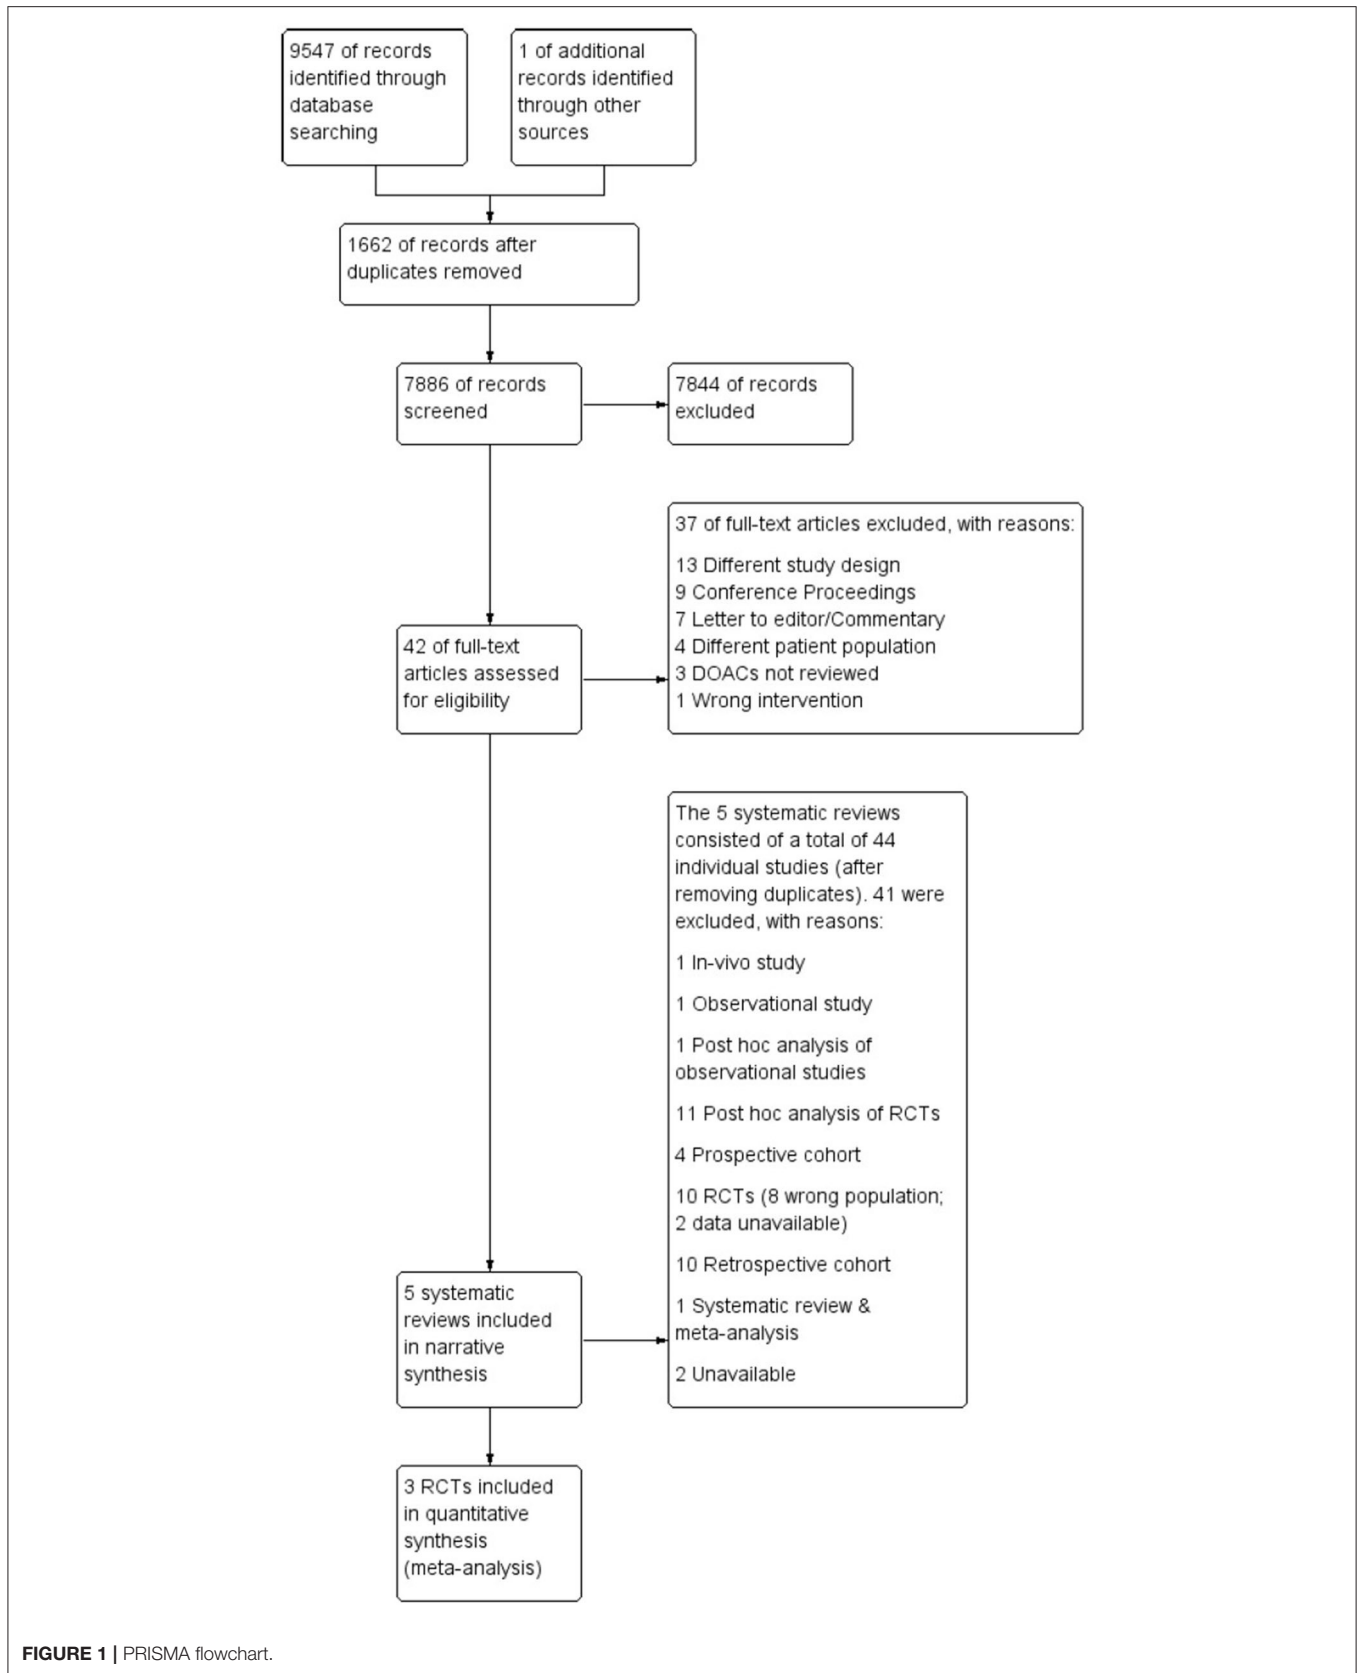 9547 of records
identified through
database
searching
1 of additional
records identified
through other
sources
1662 of records after
duplicates removed
7886 of records
screened
7844 of records
excluded
37 of full-text articles excluded, with reasons:
13 Different study design
9 Conference Proceedings
7 Letter to editor/Commentary
4 Different patient population
3 DOACs not reviewed
1 Wrong intervention
42 of full-text
articles assessed
for eligibility
The 5 systematic reviews
consisted of a total of 44
individual studies (after
removing duplicates). 41 were
excluded, with reasons:
1 In-vivo study
1 Observational study
1 Post hoc analysis of
observational studies
11 Post hoc analysis of RCTs
4 Prospective cohort
10 RCTs (8 wrong population;
2 data unavailable)
10 Retrospective cohort
1 Systematic review &
meta-analysis
2 Unavailable
5 systematic
reviews included
in narrative
synthesis
3 RCTs included
in quantitative
synthesis
(meta-analysis)
FIGURE 1 | PRISMA flowchart.